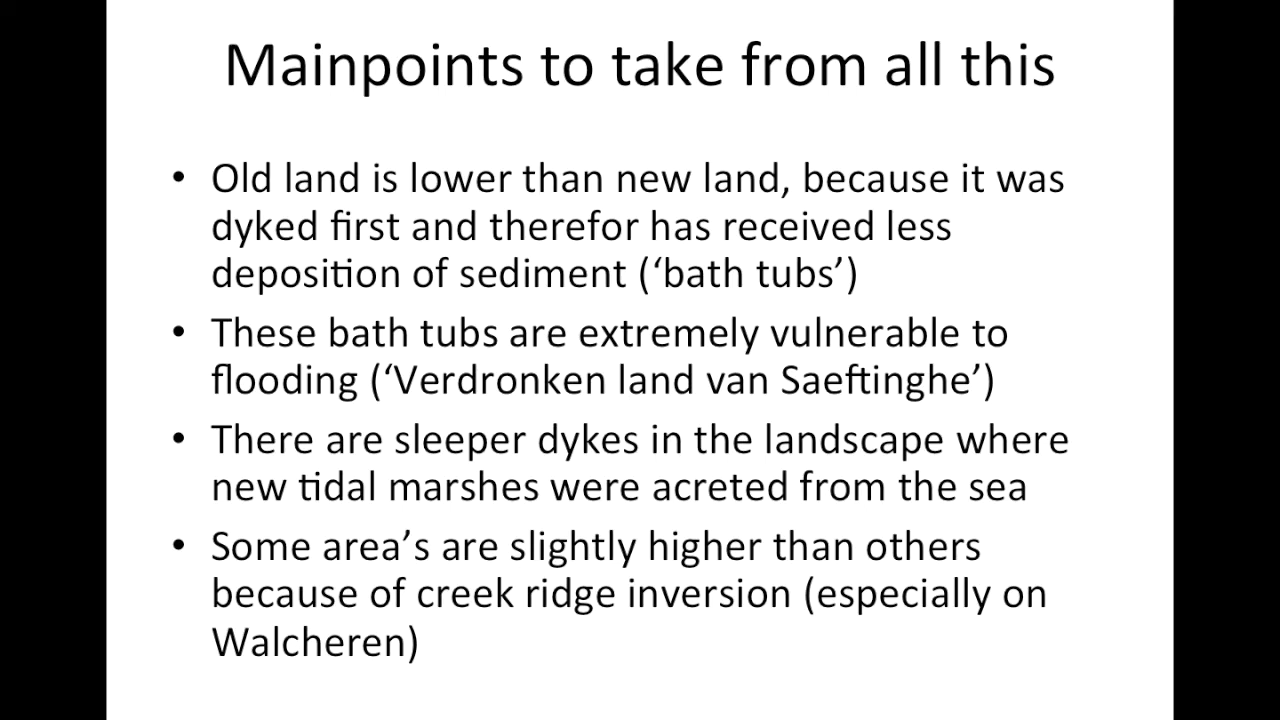 Mainpoints to take from all this
• Old land is lower than new land, because it was
dyked first and therefor has received less
deposition of sediment (‘bath tubs’)
• These bath tubs are extremely vulnerable to
flooding (‘Verdronken land van Saeftinghe’)
• There are sleeper dykes in the landscape where
new tidal marshes were acreted from the sea
• Some area’s are slightly higher than others
because of creek ridge inversion (especially on
Walcheren)